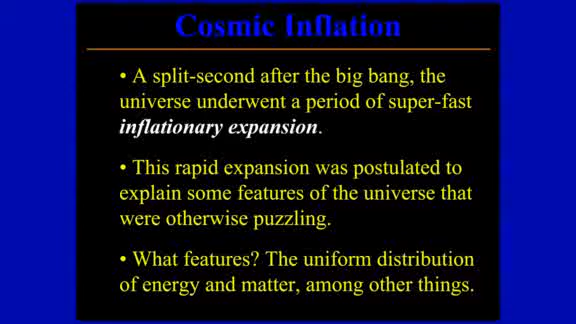 Cosmic Inflation
• A split-second after the big bang, the
universe underwent a period of super-fast
inflationary expansion.
• This rapid expansion was postulated to
explain some features of the universe that
were otherwise puzzling.
• What features? The uniform distribution
of energy and matter, among other things.